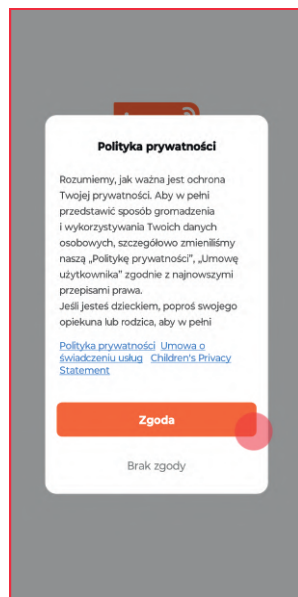 Polityka prywatności
Rozumiemy, jak ważna jest ochrona
Twojej prywatności. Aby w pełni
przedstawić sposób gromadzenia
i wykorzystywania Twoich danych
osobowych, szczegółowo zmieniliśmy
naszą „Politykę prywatności”, „Umowę
użytkownika” zgodnie z najnowszymi
przepisami prawa.
Jeśli jesteś dzieckiem, poproś swojego
opiekuna lub rodzica, aby w pełni
Polityka prywatności Umowa o
świadczeniu usług Children's Privacy
Statement
Zgoda
Brak zgody